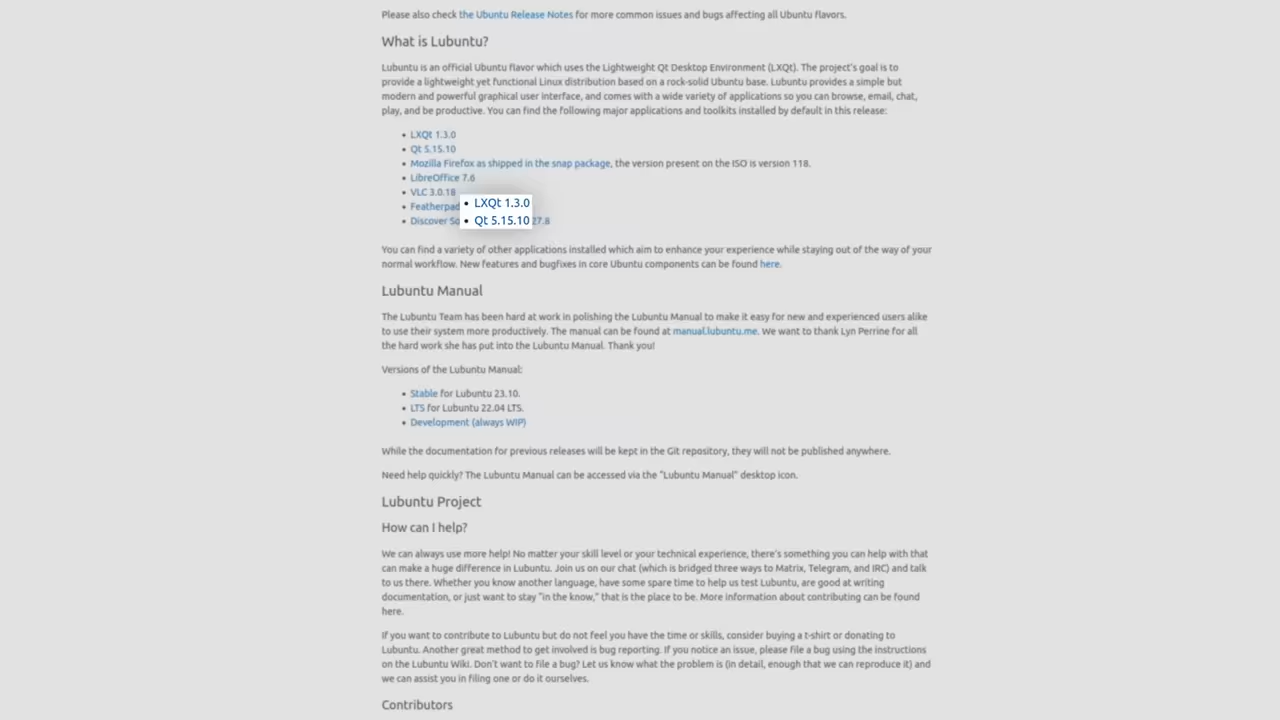 Please also check the Ubuntu Release Notes for more common issues and bugs affecting all Ubuntu flavors.
What is Lubuntu?
Lubuntu is an official Ubuntu flavor which uses the Lightweight Qt Desktop Environment (LXQt). The project's goal is to
provide a lightweight yet functional Linux distribution based on a rock-solid Ubuntu base. Lubuntu provides a simple but
modern and powerful graphical user interface, and comes with a wide variety of applications so you can browse, email, chat,
play, and be productive. You can find the following major applications and toolkits installed by default in this release:
• LXQt 1.3.0
• Qt 5.15.10
• Mozilla Firefox as shipped in the snap package, the version present on the ISO is version 118.
• LibreOffice 7.6
• VLC 3.0.18
• LXQt 1.3.0
• Featherpad
• Qt 5.15.10
• Discover So 27.8
You can find a variety of other applications installed which aim to enhance your experience while staying out of the way of your
normal workflow. New features and bugfixes in core Ubuntu components can be found here.
Lubuntu Manual
The Lubuntu Team has been hard at work in polishing the Lubuntu Manual to make it easy for new and experienced users alike
to use their system more productively. The manual can be found at manual.lubuntu.me. We want to thank Lyn Perrine for all
the hard work she has put into the Lubuntu Manual. Thank you!
Versions of the Lubuntu Manual:
• Stable for Lubuntu 23.10.
• LTS for Lubuntu 22.04 LTS.
• Development (always WIP)
While the documentation for previous releases will be kept in the Git repository, they will not be published anywhere.
Need help quickly? The Lubuntu Manual can be accessed via the "Lubuntu Manual" desktop icon.
Lubuntu Project
How can I help?
We can always use more help! No matter your skill level or your technical experience, there's something you can help with that
can make a huge difference in Lubuntu. Join us on our chat (which is bridged three ways to Matrix, Telegram, and IRC) and talk
to us there. Whether you know another language, have some spare time to help us test Lubuntu, are good at writing
documentation, or just want to stay "in the know," that is the place to be. More information about contributing can be found
here.
If you want to contribute to Lubuntu but do not feel you have the time or skills, consider buying a t-shirt or donating to
Lubuntu. Another great method to get involved is bug reporting. If you notice an issue, please file a bug using the instructions
on the Lubuntu Wiki. Don't want to file a bug? Let us know what the problem is (in detail, enough that we can reproduce it) and
we can assist you in filing one or do it ourselves.
Contributors